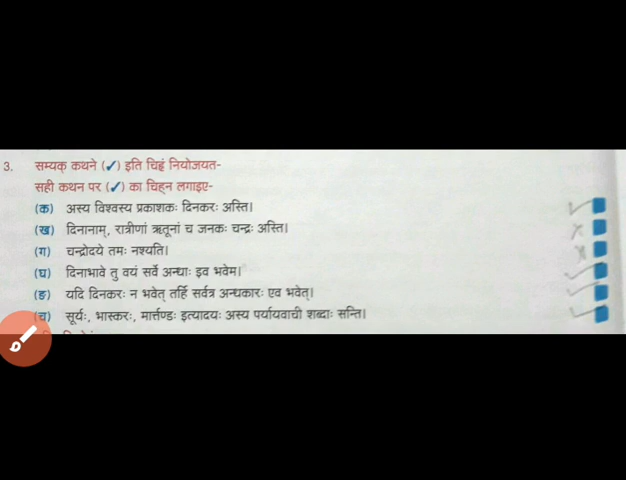 3. सम्यक् कथने (✓) इति चिह्नं नियोजयत-
सही कथन पर (✓) का चिह्न लगाइए-
(क) अस्य विश्वस्य प्रकाशकः दिनकरः अस्ति। ✓
(ख) दिनानाम्, रात्रीणां ऋतूनां च जनकः चन्द्रः अस्ति। ×
(ग) चन्द्रोदये तमः नश्यति। ×
(घ) दिनाभावे तु वयं सर्वे अन्धाः इव भवेम। ✓
(ङ) यदि दिनकरः न भवेत् तर्हि सर्वत्र अन्धकारः एव भवेत्। ✓
(च) सूर्यः, भास्करः, मार्त्तण्डः इत्यादयः अस्य पर्यायवाची शब्दाः सन्ति। ✓